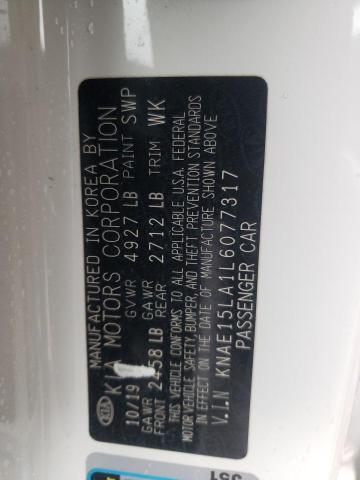 MANUFACTURED IN KOREA BY
KIA KIA MOTORS CORPORATION
10/19 GVWR 4927 LB PAINT SWP
GAWR FRONT 2458 LB GAWR REAR 2712 LB TRIM WK
THIS VEHICLE CONFORMS TO ALL APPLICABLE U.S.A. FEDERAL
MOTOR VEHICLE SAFETY, BUMPER, AND THEFT PREVENTION STANDARDS
IN EFFECT ON THE DATE OF MANUFACTURE SHOWN ABOVE
V.I.N KNAE15LA1L6077317
PASSENGER CAR